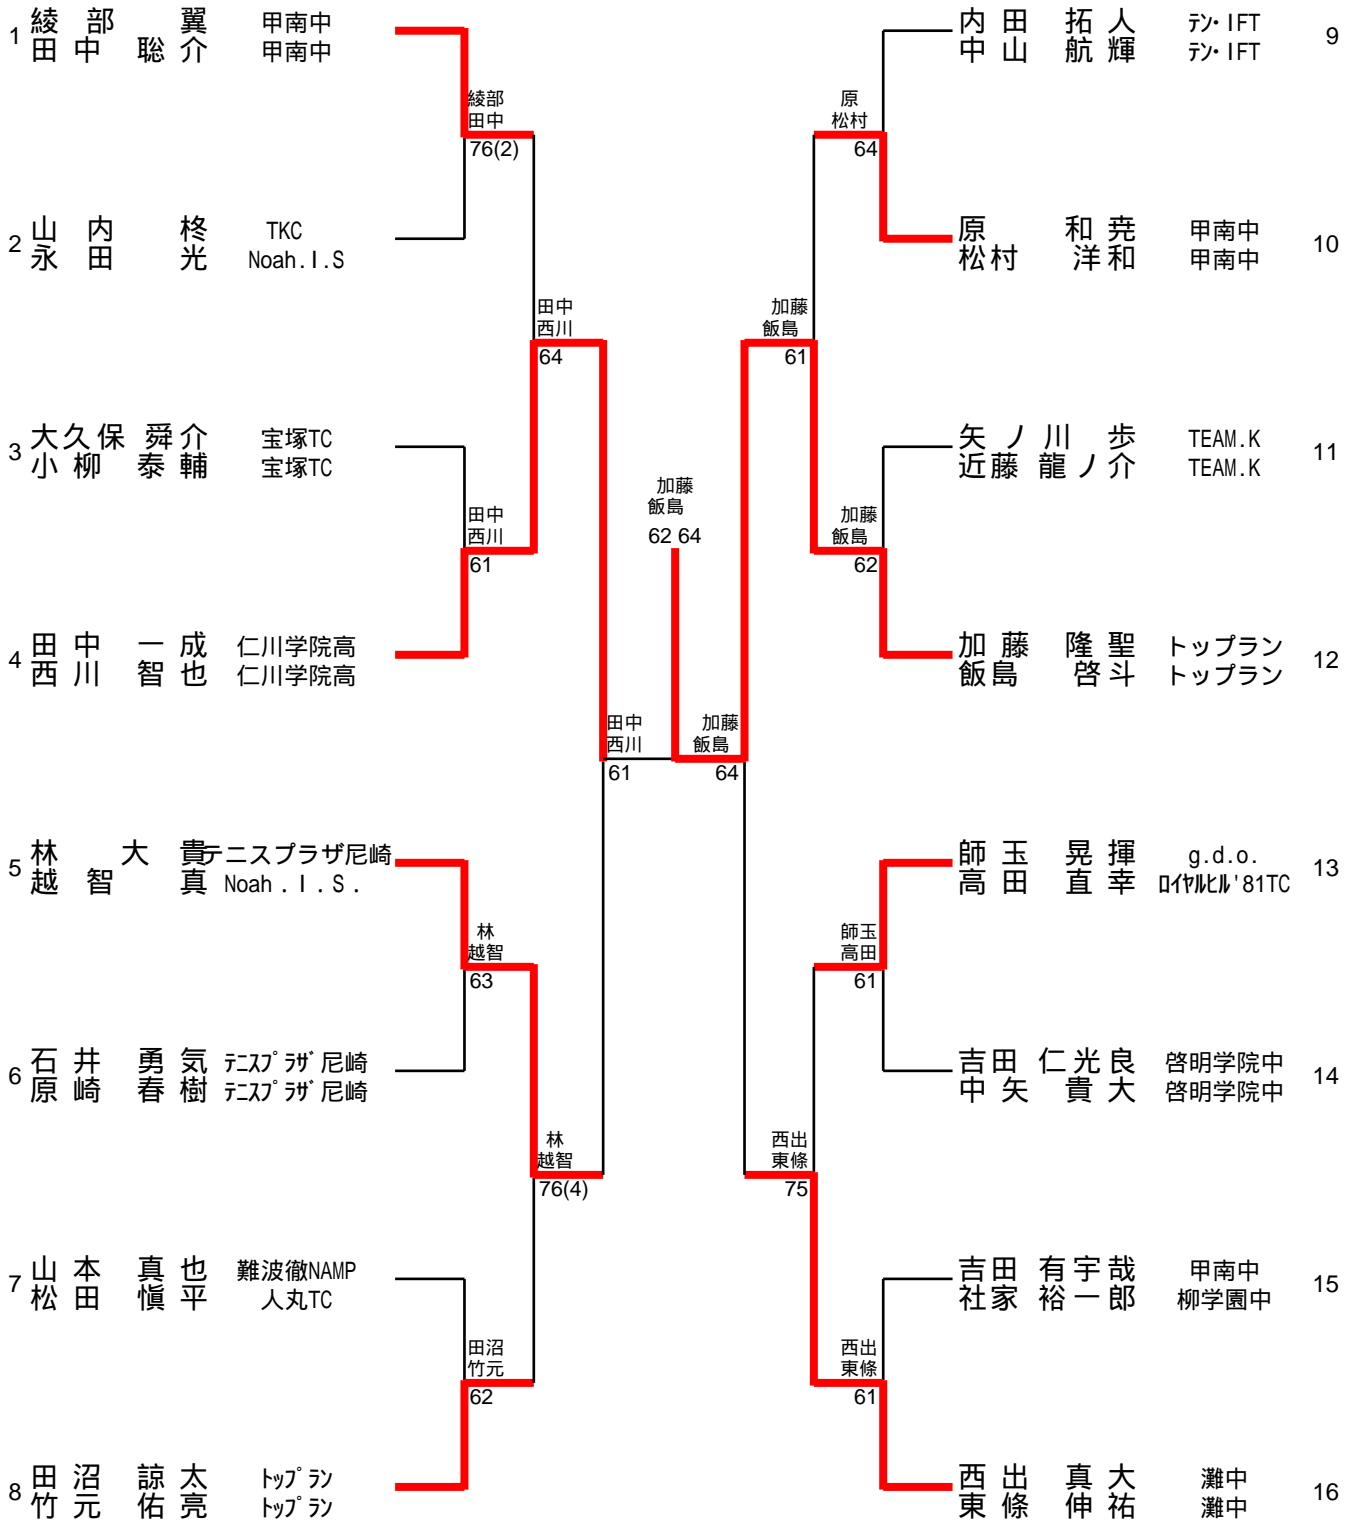 1 綾部 翼 甲南中
田中 聡介 甲南中
綾部
田中
76(2)
2 山内 柊 TKC
永田 光 Noah.I.S
田中
西川
64
3 大久保 舜介 宝塚TC
小柳 泰輔 宝塚TC
田中
西川
61
4 田中 一成 仁川学院高
西川 智也 仁川学院高
田中
西川
61
5 林 大貴 テニスプラザ尼崎
越智 真 Noah.I.S.
林
越智
63
6 石井 勇気 テニスプラザ尼崎
原崎 春樹 テニスプラザ尼崎
林
越智
76(4)
7 山本 真也 難波徹NAMP
松田 愼平 人丸TC
田沼
竹元
62
8 田沼 諒太 トップラン
竹元 佑亮 トップラン
加藤
飯島
62 64
内田 拓人 テン・IFT 9
中山 航輝 テン・IFT
原
松村
64
原 和尭 甲南中 10
松村 洋和 甲南中
加藤
飯島
61
矢ノ川 歩 TEAM.K 11
近藤 龍ノ介 TEAM.K
加藤
飯島
62
加藤 隆聖 トップラン 12
飯島 啓斗 トップラン
加藤
飯島
64
師玉 晃揮 g.d.o. 13
高田 直幸 ロイヤルヒル'81TC
師玉
高田
61
吉田 仁光良 啓明学院中 14
中矢 貴大 啓明学院中
西出
東條
75
吉田 有宇哉 甲南中 15
社家 裕一郎 柳学園中
西出
東條
61
西出 真大 灘中 16
東條 伸祐 灘中